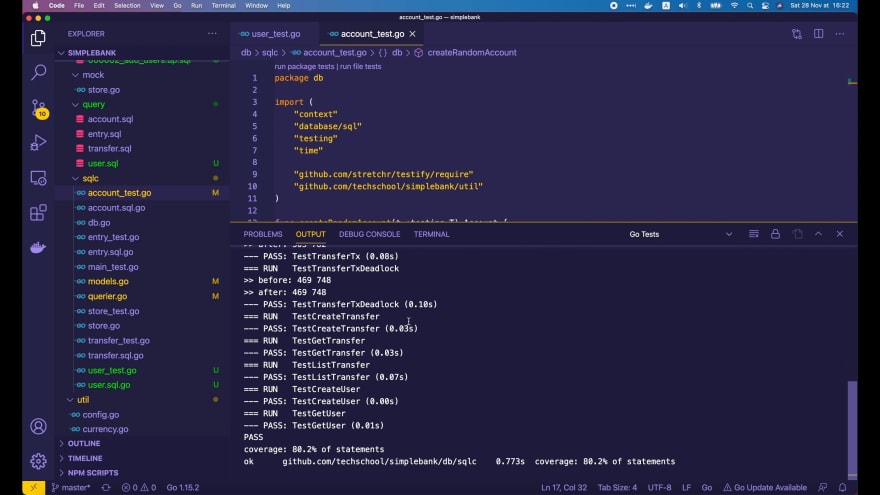 Code File Edit Selection View Go Run Terminal Window Help Sat 28 Nov at 16:22
account_test.go — simplebank
EXPLORER
SIMPLEBANK
000002_add_users.up.sql
mock
store.go
query
account.sql
entry.sql
transfer.sql
user.sql U
sqlc
account_test.go M
account.sql.go
db.go
entry_test.go
entry.sql.go
main_test.go
models.go M
querier.go M
store_test.go
store.go
transfer_test.go
transfer.sql.go
user_test.go U
user.sql.go U
util
config.go
currency.go
OUTLINE
TIMELINE
NPM SCRIPTS
10
user_test.go account_test.go
db > sqlc > account_test.go > {} db > createRandomAccount
run package tests | run file tests
1 package db
2
3 import (
4 "context"
5 "database/sql"
6 "testing"
7 "time"
8
9 "github.com/stretchr/testify/require"
10 "github.com/techschool/simplebank/util"
11 )
12
PROBLEMS OUTPUT DEBUG CONSOLE TERMINAL Go Tests
--- PASS: TestTransferTx (0.08s)
=== RUN TestTransferTxDeadlock
>> before: 469 748
>> after: 469 748
--- PASS: TestTransferTxDeadlock (0.10s)
=== RUN TestCreateTransfer
--- PASS: TestCreateTransfer (0.03s)
=== RUN TestGetTransfer
--- PASS: TestGetTransfer (0.03s)
=== RUN TestListTransfer
--- PASS: TestListTransfer (0.07s)
=== RUN TestCreateUser
--- PASS: TestCreateUser (0.00s)
=== RUN TestGetUser
--- PASS: TestGetUser (0.01s)
PASS
coverage: 80.2% of statements
ok github.com/techschool/simplebank/db/sqlc 0.773s coverage: 80.2% of statements
master* 0 0 Go 1.15.2 Ln 17, Col 32 Tab Size: 4 UTF-8 LF Go Go Update Available